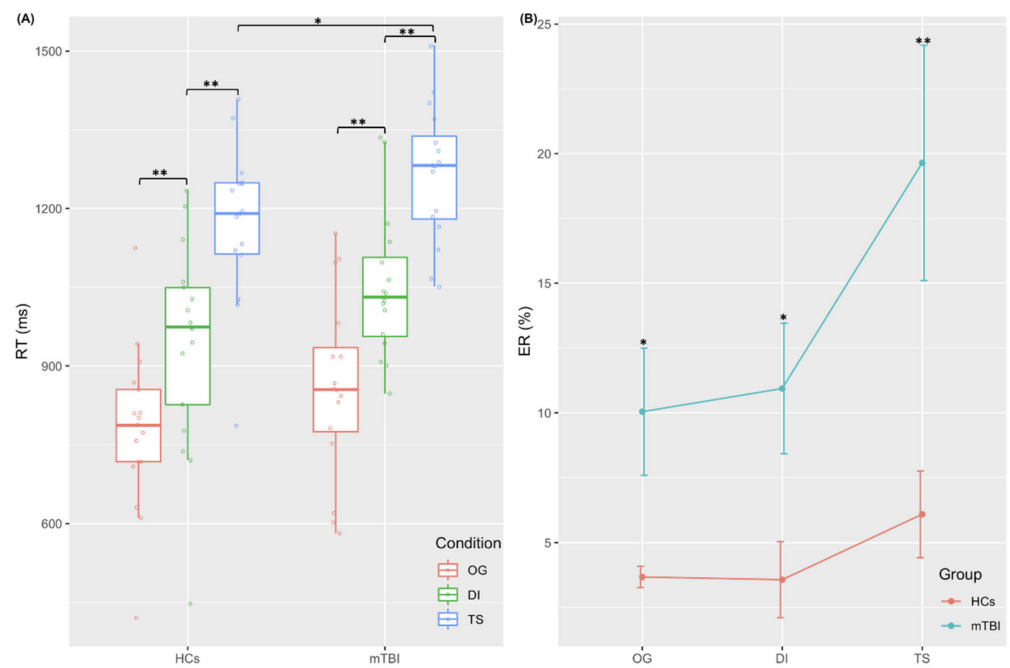 (A)
RT (ms)
1500
1200
900
600
**
**
*
**
**
HCs
mTBI
Condition
OG
DI
TS
(B)
ER (%)
25
20
15
10
5
*
*
**
OG
DI
TS
Group
HCs
mTBI